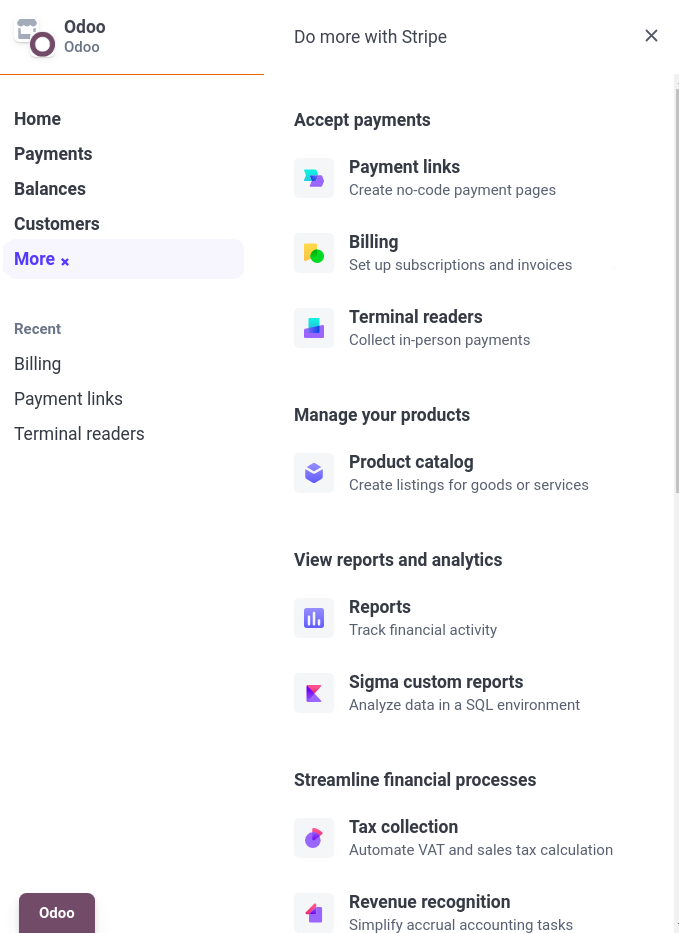 Odoo
Odoo
Home
Payments
Balances
Customers
More ×
Recent
Billing
Payment links
Terminal readers
Odoo
Do more with Stripe
Accept payments
Payment links
Create no-code payment pages
Billing
Set up subscriptions and invoices
Terminal readers
Collect in-person payments
Manage your products
Product catalog
Create listings for goods or services
View reports and analytics
Reports
Track financial activity
Sigma custom reports
Analyze data in a SQL environment
Streamline financial processes
Tax collection
Automate VAT and sales tax calculation
Revenue recognition
Simplify accrual accounting tasks